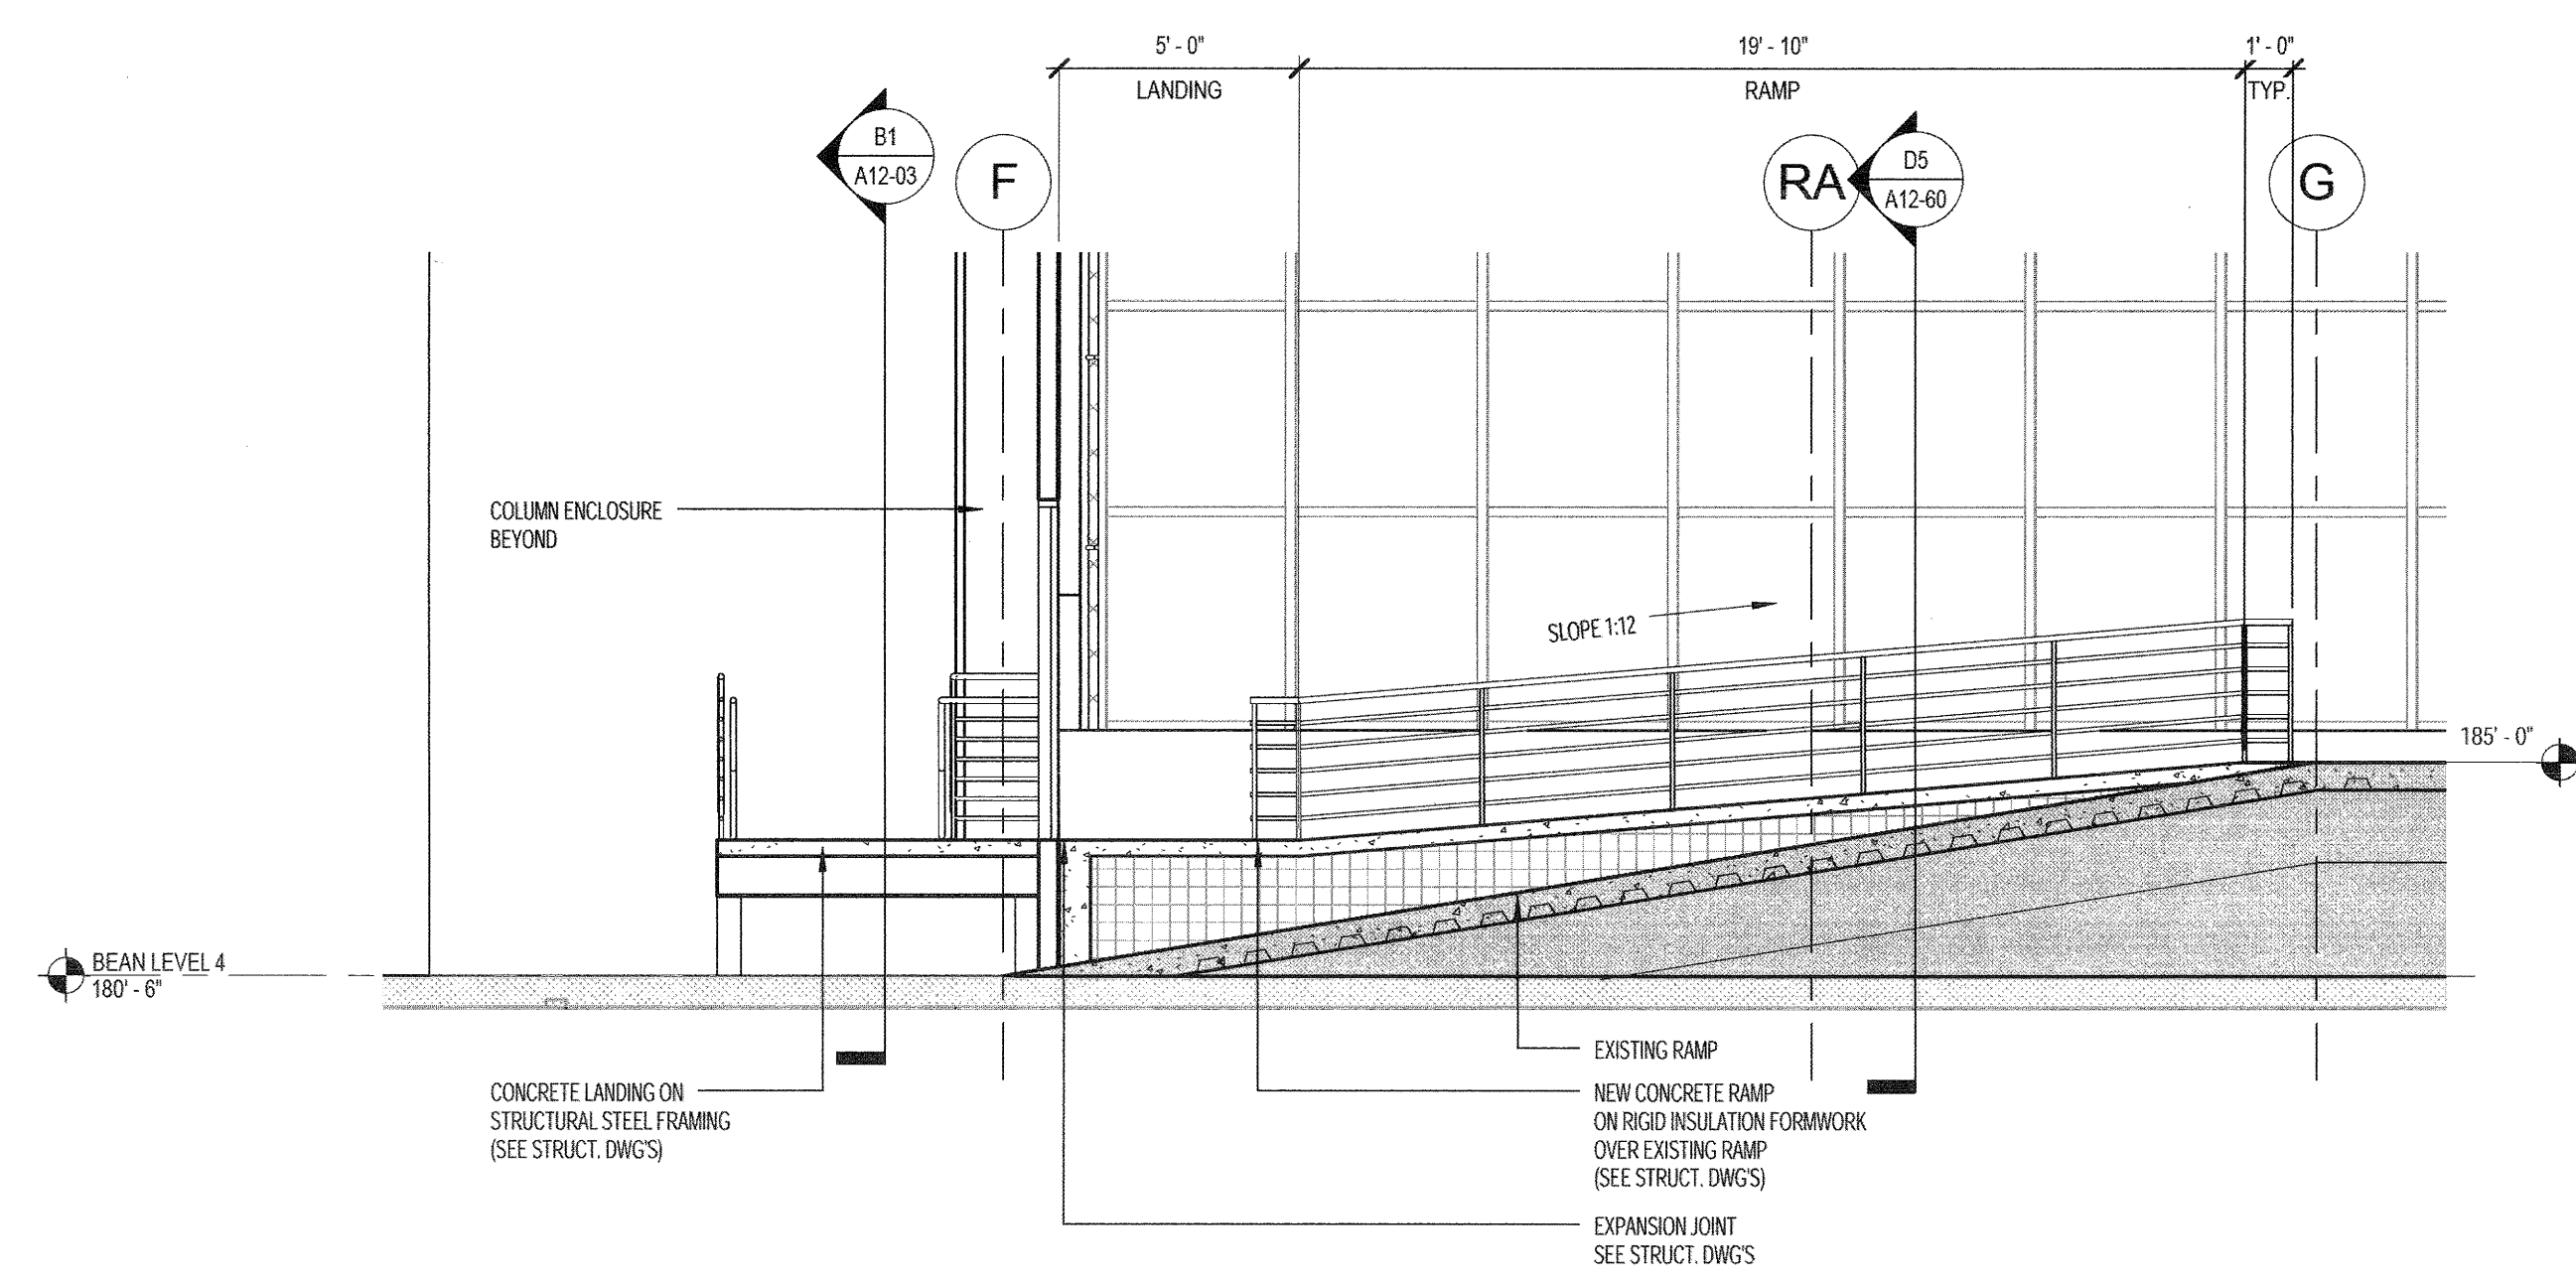 5' - 0"
19' - 10"
1' - 0"
LANDING
RAMP
TYP.
B1
A12-03
F
RA
D5
A12-60
G
COLUMN ENCLOSURE
BEYOND
SLOPE 1:12
185' - 0"
BEAN LEVEL 4
180' - 6"
EXISTING RAMP
CONCRETE LANDING ON
STRUCTURAL STEEL FRAMING
(SEE STRUCT. DWG'S)
NEW CONCRETE RAMP
ON RIGID INSULATION FORMWORK
OVER EXISTING RAMP
(SEE STRUCT. DWG'S)
EXPANSION JOINT
SEE STRUCT. DWG'S